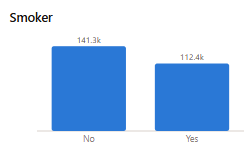 Smoker
141.3k
112.4k
No
Yes